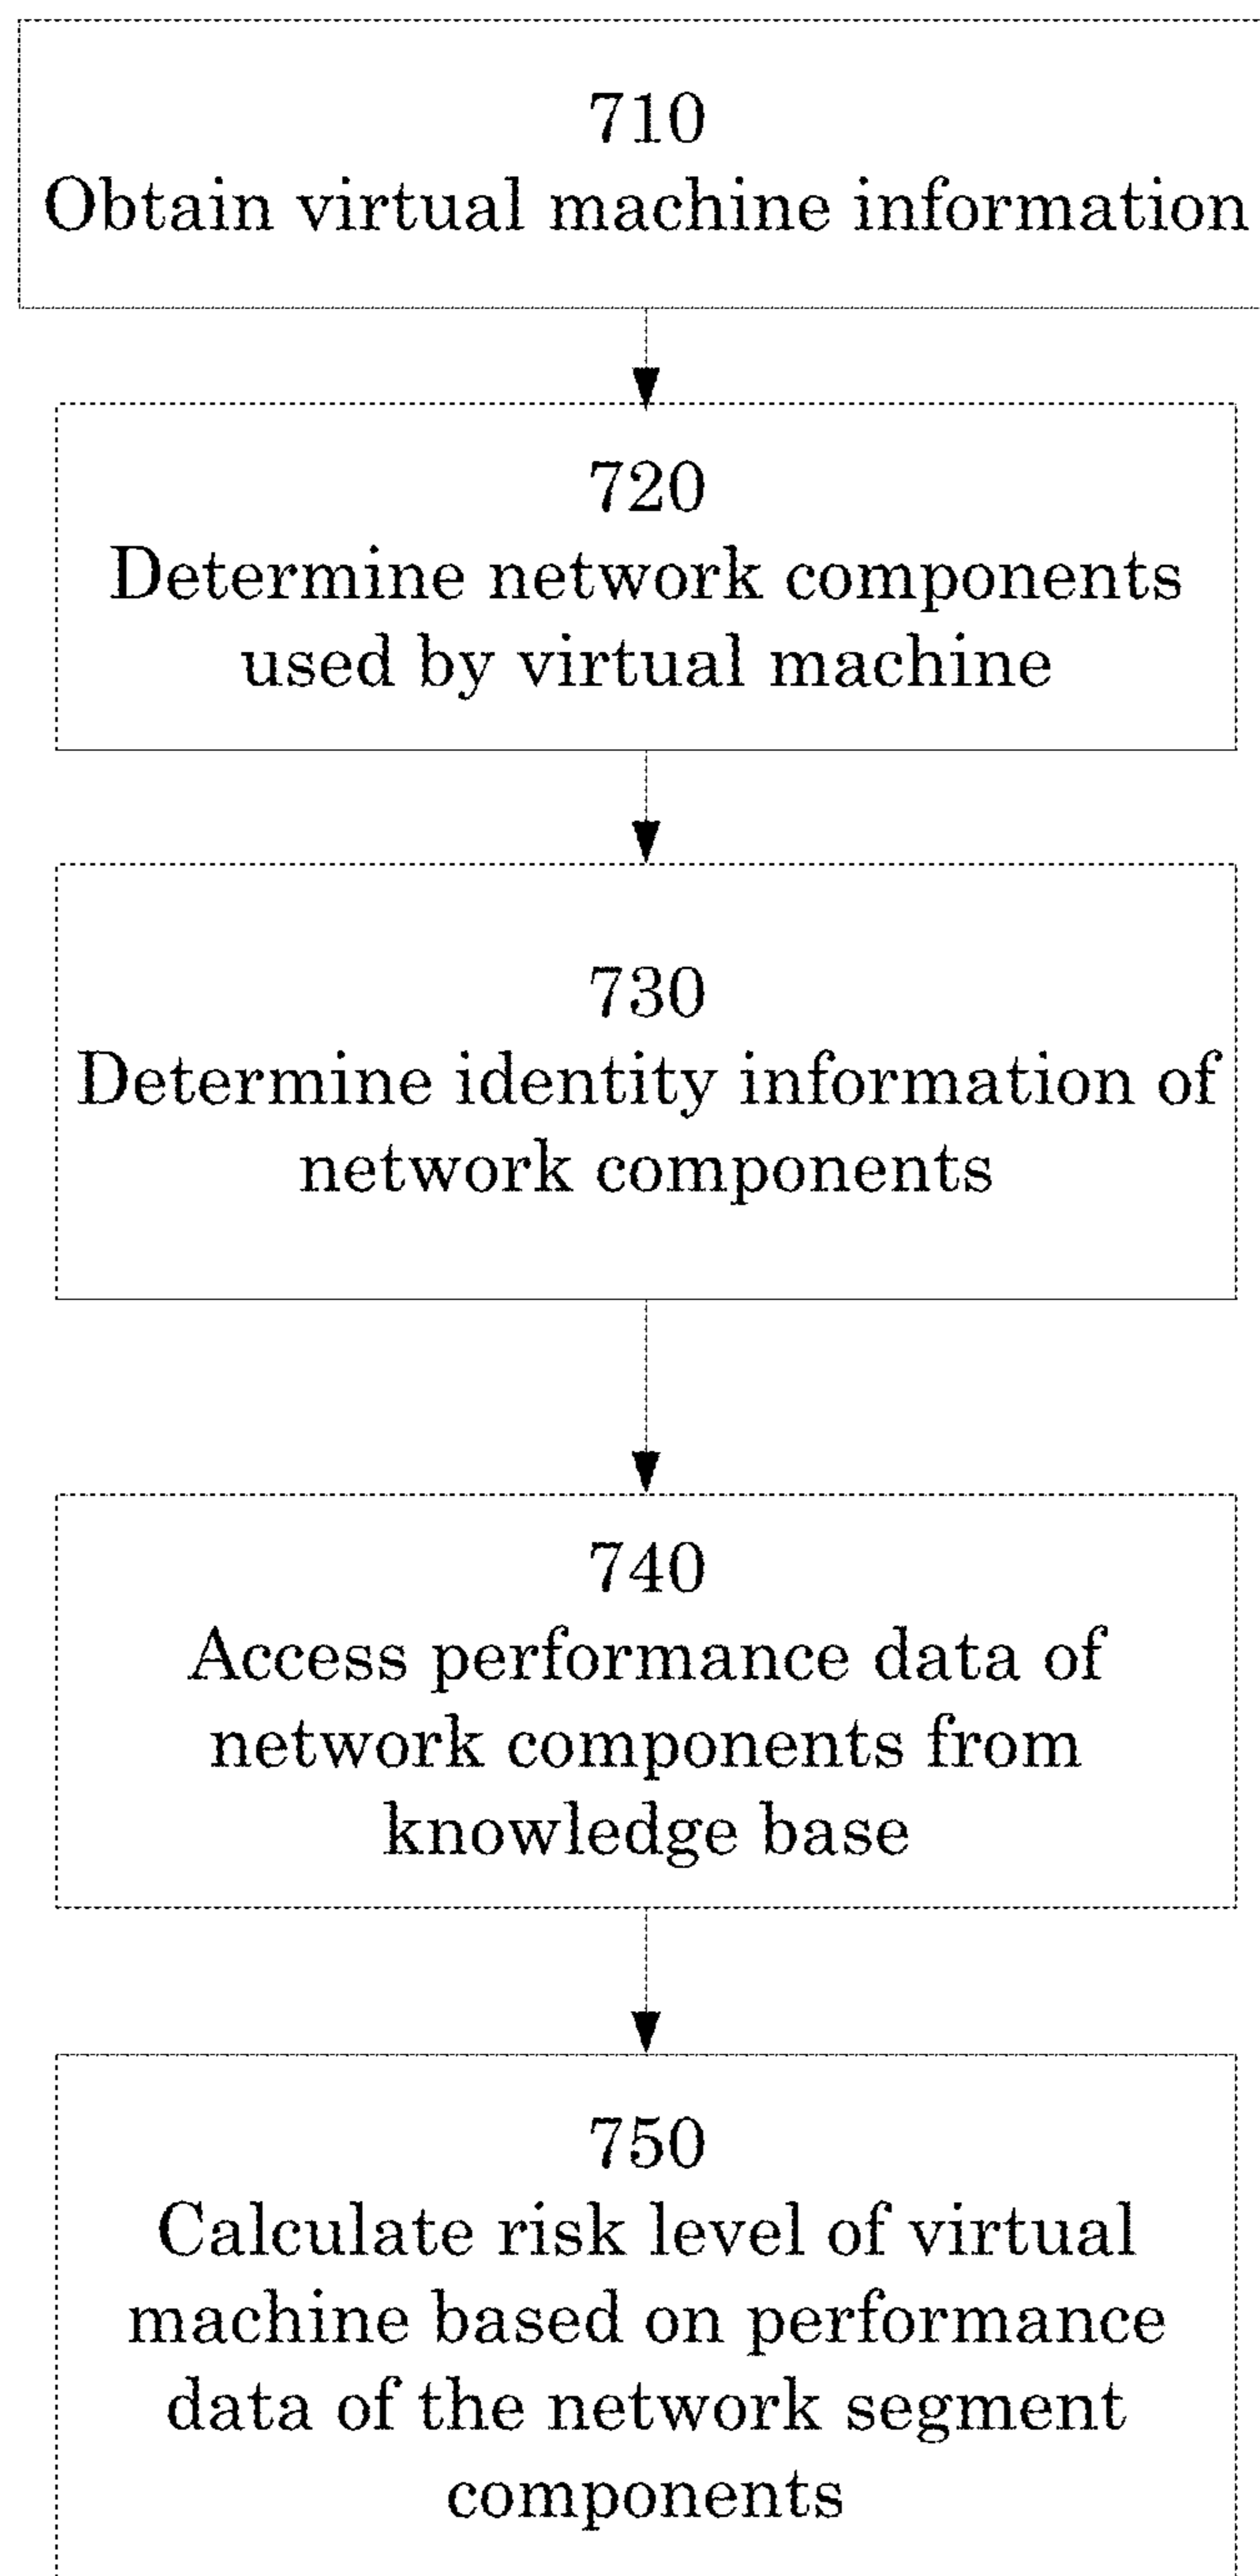 710
Obtain virtual machine information
720
Determine network components
used by virtual machine
730
Determine identity information of
network components
740
Access performance data of
network components from
knowledge base
750
Calculate risk level of virtual
machine based on performance
data of the network segment
components